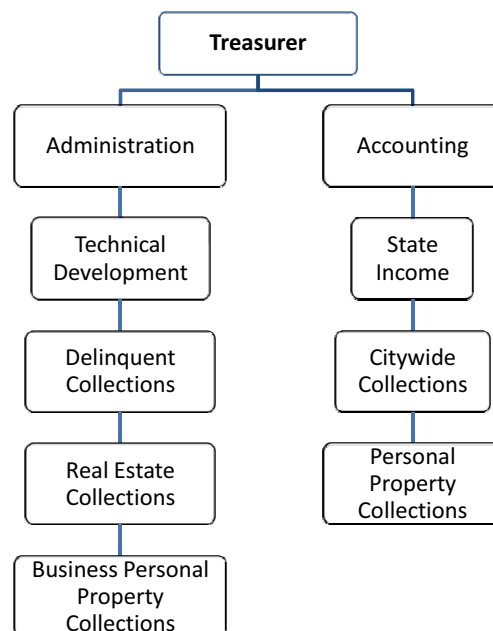 Treasurer
Administration
Technical
Development
Delinquent
Collections
Real Estate
Collections
Business Personal
Property
Collections
Accounting
State
Income
Citywide
Collections
Personal
Property
Collections